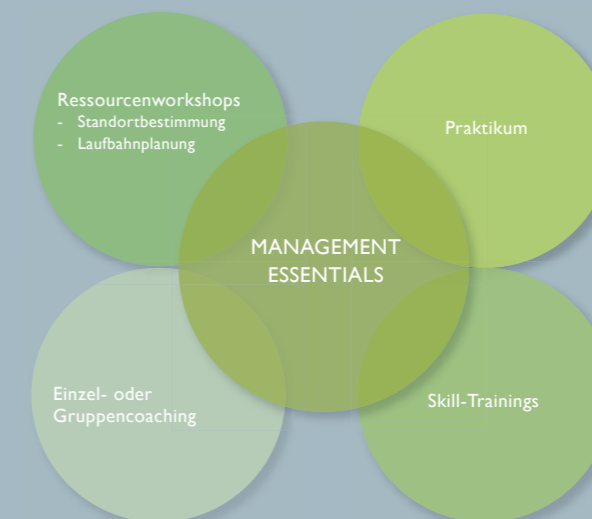 Ressourcenworkshops
- Standortbestimmung
- Laufbahnplanung
Praktikum
MANAGEMENT
ESSENTIALS
Einzel- oder
Gruppencoaching
Skill-Trainings